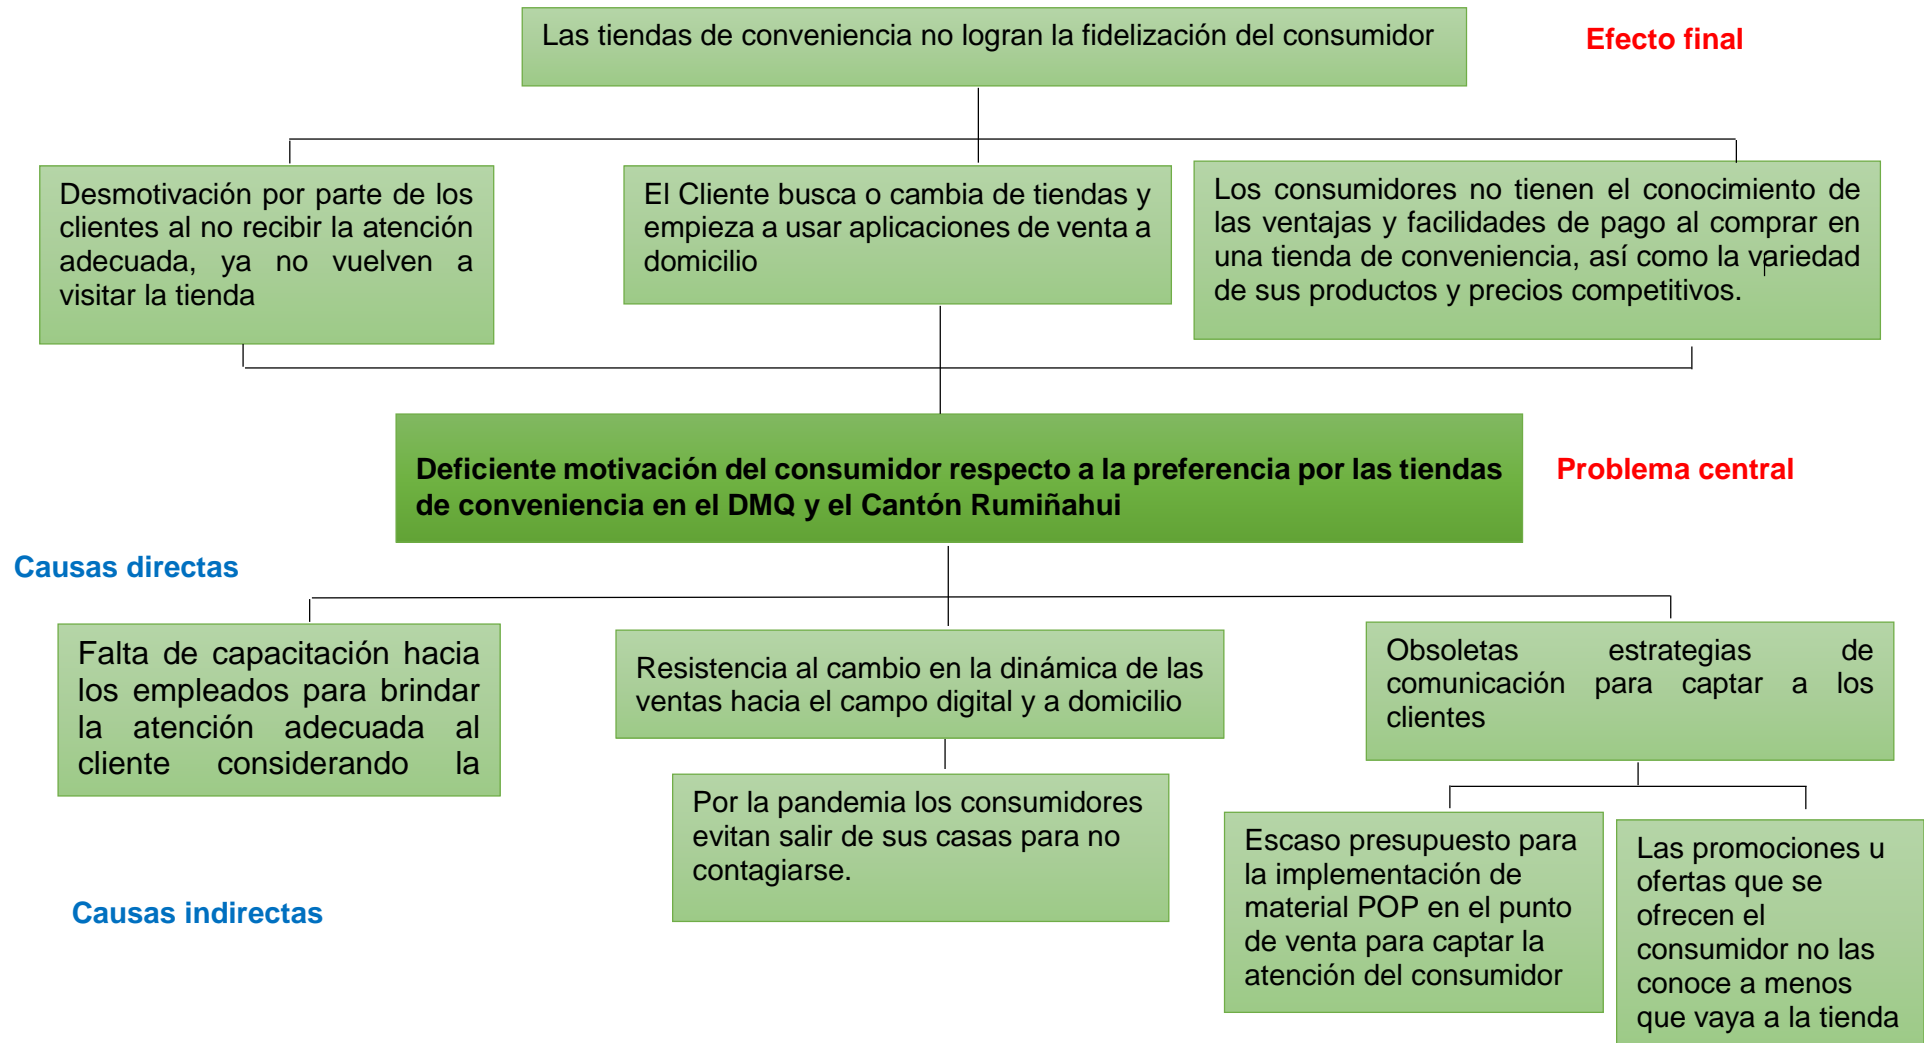 Las tiendas de conveniencia no logran la fidelización del consumidor
Efecto final
Desmotivación por parte de los
clientes al no recibir la atención
adecuada, ya no vuelven a
visitar la tienda
El Cliente busca o cambia de tiendas y
empieza a usar aplicaciones de venta a
domicilio
Los consumidores no tienen el conocimiento de
las ventajas y facilidades de pago al comprar en
una tienda de conveniencia, así como la variedad
de sus productos y precios competitivos.
Deficiente motivación del consumidor respecto a la preferencia por las tiendas
de conveniencia en el DMQ y el Cantón Rumiñahui
Problema central
Causas directas
Falta de capacitación hacia
los empleados para brindar
la atención adecuada al
cliente considerando la
Resistencia al cambio en la dinámica de las
ventas hacia el campo digital y a domicilio
Obsoletas estrategias de
comunicación para captar a los
clientes
Por la pandemia los consumidores
evitan salir de sus casas para no
contagiarse.
Escaso presupuesto para
la implementación de
material POP en el punto
de venta para captar la
atención del consumidor
Las promociones u
ofertas que se
ofrecen el
consumidor no las
conoce a menos
que vaya a la tienda
Causas indirectas